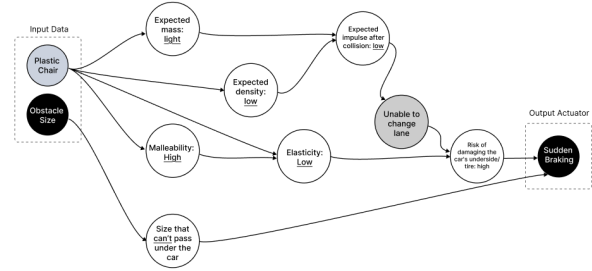 Input Data
Plastic
Chair
Obstacle
Size
Expected
mass:
light
Expected
density:
low
Expected
impulse after
collision: low
Malleability:
High
Elasticity:
Low
Unable to
change
lane
Risk of
damaging the
car's underside/
tire: high
Size that
can't pass
under the
car
Output Actuator
Sudden
Braking